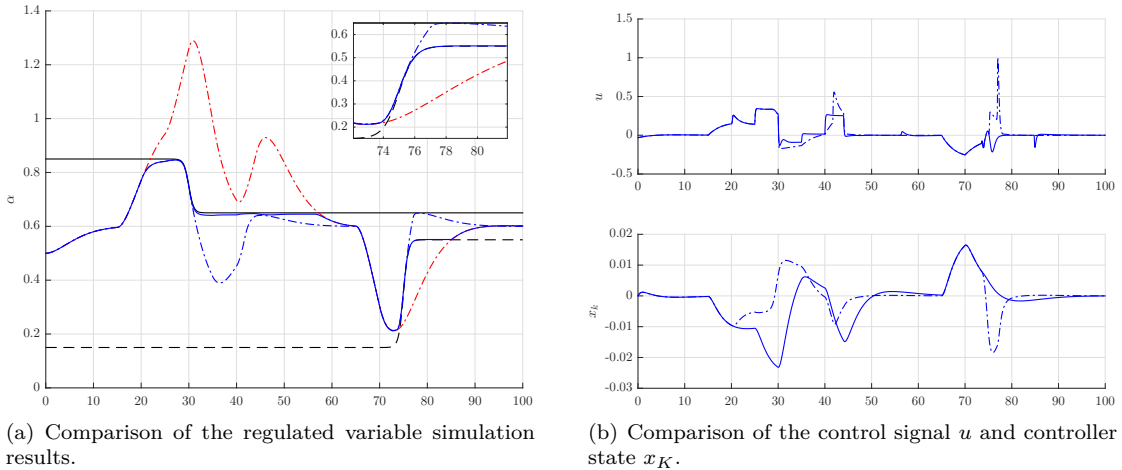 1.4
1.2
1
0.8
0.6
0.4
0.2
0
α
0 10 20 30 40 50 60 70 80 90 100
0.6
0.5
0.4
0.3
0.2
74 76 78 80
(a) Comparison of the regulated variable simulation
results.
1.5
1
0.5
0
-0.5
u
0 10 20 30 40 50 60 70 80 90 100
0.02
0.01
0
-0.01
-0.02
-0.03
x_k
0 10 20 30 40 50 60 70 80 90 100
(b) Comparison of the control signal u and controller
state x_K.